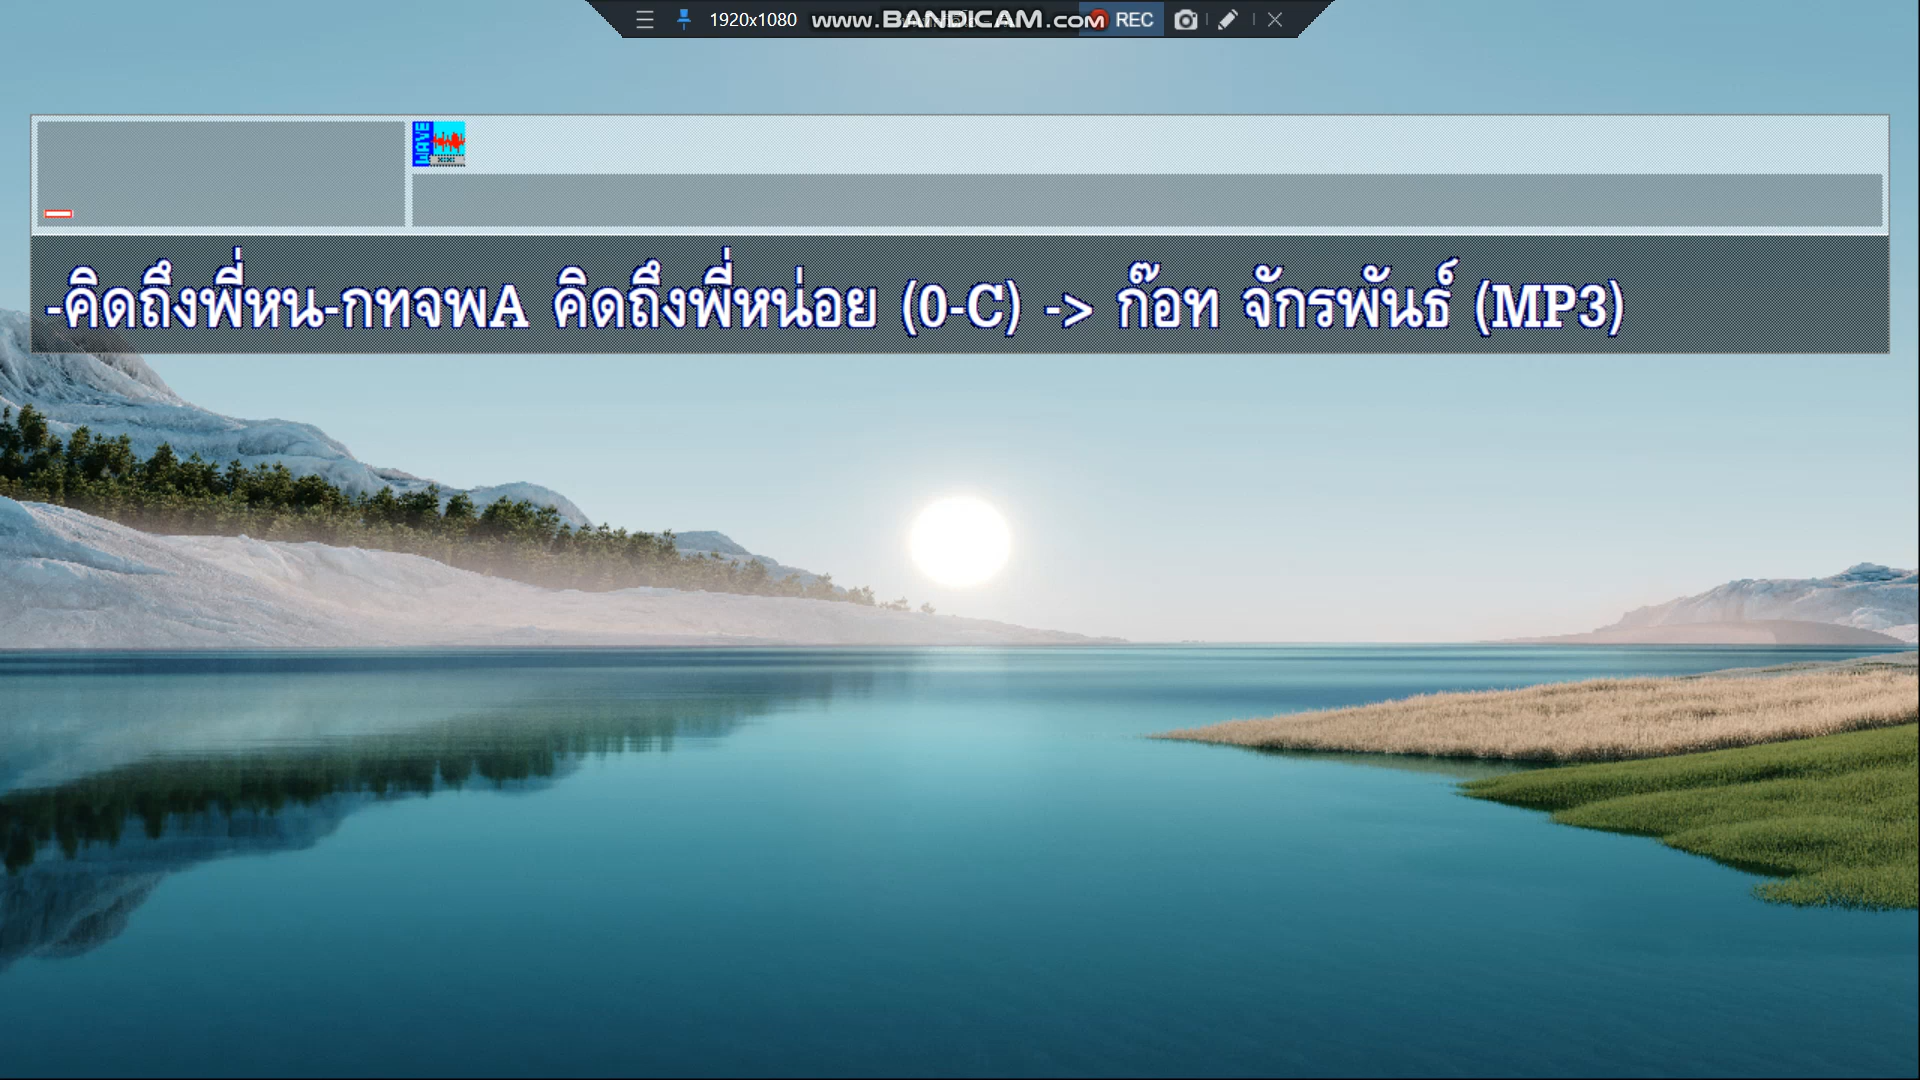 1920x1080 www.BANDICAM.com REC
WAVE
-คิดถึงพี่หน-กทจพA คิดถึงพี่หน่อย (0-C) -> ก๊อท จักรพันธ์ (MP3)